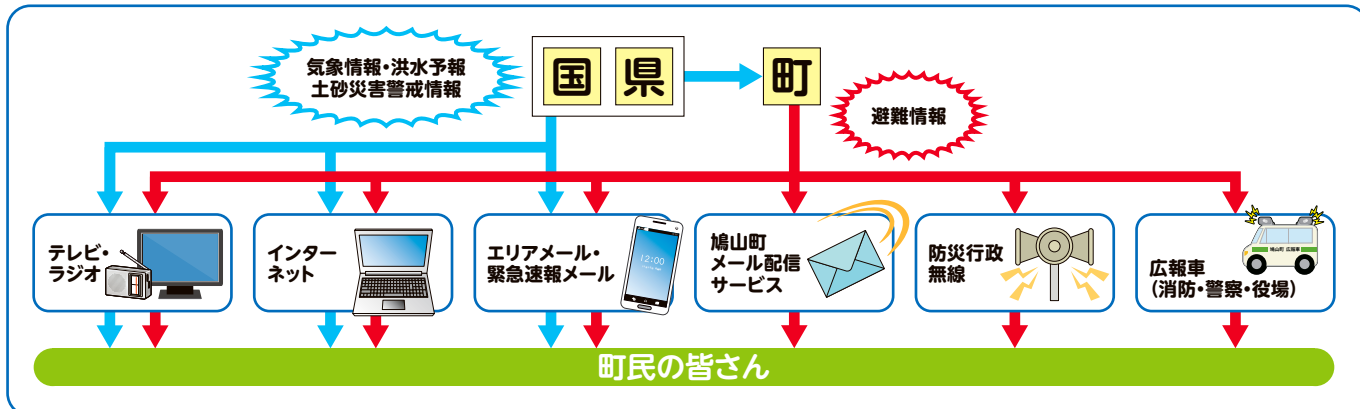 気象情報・洪水予報
土砂災害警戒情報
国 県
町
避難情報
テレビ・
ラジオ
インター
ネット
エリアメール・
緊急速報メール
12:00
鳩山町
メール配信
サービス
防災行政
無線
鳩山町 広報車
広報車
(消防・警察・役場)
町民の皆さん